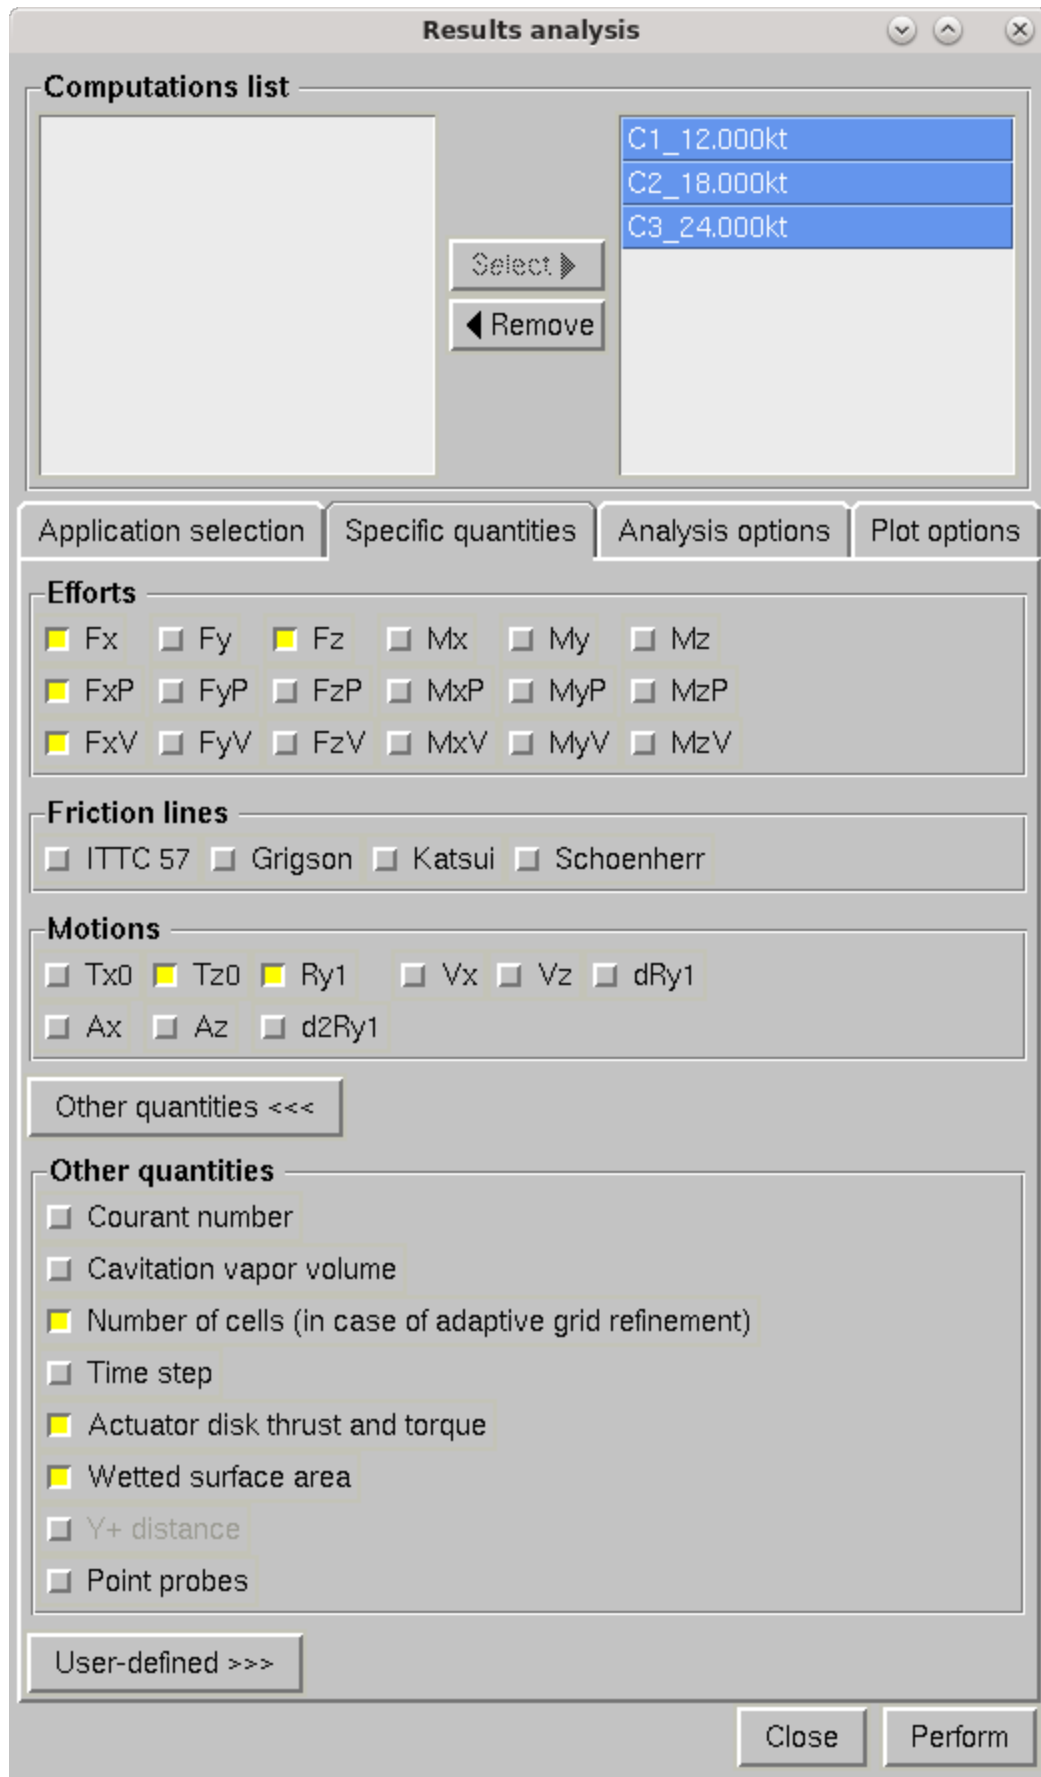 Results analysis
Computations list
C1_12.000kt
C2_18.000kt
C3_24.000kt
Select
Remove
Application selection Specific quantities Analysis options Plot options
Efforts
Fx Fy Fz Mx My Mz
FxP FyP FzP MxP MyP MzP
FxV FyV FzV MxV MyV MzV
Friction lines
ITTC 57 Grigson Katsui Schoenherr
Motions
Tx0 Tz0 Ry1 Vx Vz dRy1
Ax Az d2Ry1
Other quantities <<<
Other quantities
Courant number
Cavitation vapor volume
Number of cells (in case of adaptive grid refinement)
Time step
Actuator disk thrust and torque
Wetted surface area
Y+ distance
Point probes
User-defined >>>
Close Perform